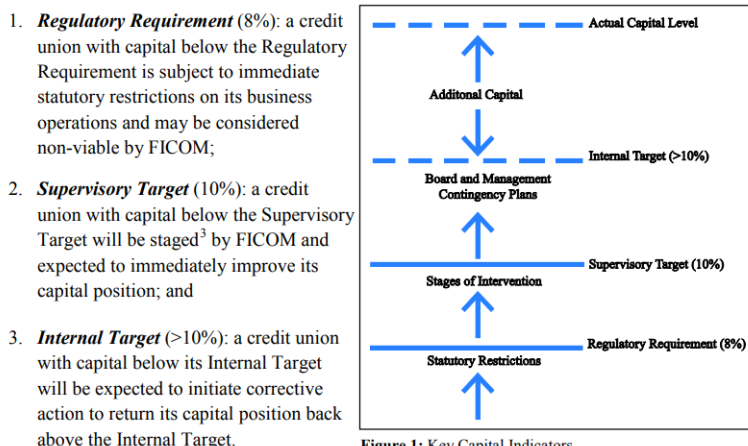 1. Regulatory Requirement (8%): a credit
union with capital below the Regulatory
Requirement is subject to immediate
statutory restrictions on its business
operations and may be considered
non-viable by FICOM;
2. Supervisory Target (10%): a credit
union with capital below the Supervisory
Target will be staged3 by FICOM and
expected to immediately improve its
capital position; and
3. Internal Target (>10%): a credit union
with capital below its Internal Target
will be expected to initiate corrective
action to return its capital position back
above the Internal Target.
Actual Capital Level
Additonal Capital
Internal Target (>10%)
Board and Management
Contingency Plans
Supervisory Target (10%)
Stages of Intervention
Regulatory Requirement (8%)
Statutory Restrictions
Figure 1: Key Capital Indicators